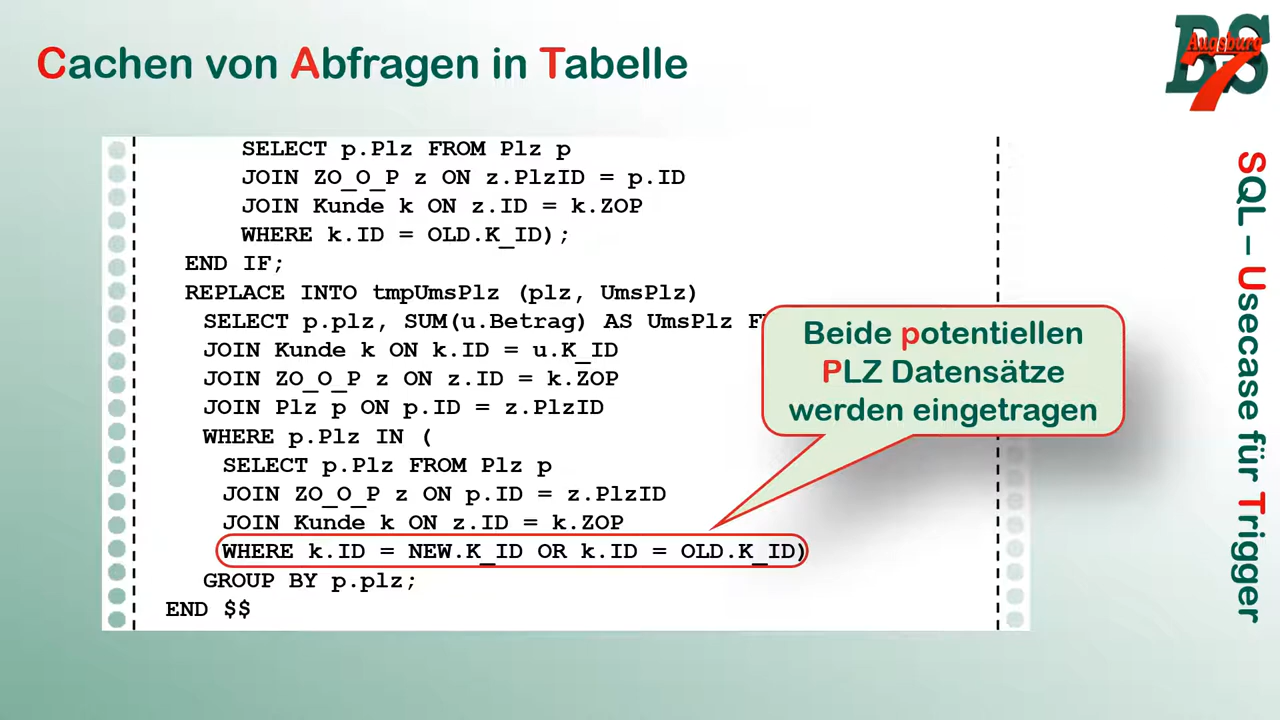 Cachen von Abfragen in Tabelle
BS
Augsburg
7
SELECT p.Plz FROM Plz p
JOIN ZO_O_P z ON z.PlzID = p.ID
JOIN Kunde k ON z.ID = k.ZOP
WHERE k.ID = OLD.K_ID);
END IF;
REPLACE INTO tmpUmsPlz (plz, UmsPlz)
SELECT p.plz, SUM(u.Betrag) AS UmsPlz
JOIN Kunde k ON k.ID = u.K_ID
JOIN ZO_O_P z ON z.ID = k.ZOP
JOIN Plz p ON p.ID = z.PlzID
WHERE p.Plz IN (
SELECT p.Plz FROM Plz p
JOIN ZO_O_P z ON p.ID = z.PlzID
JOIN Kunde k ON z.ID = k.ZOP
WHERE k.ID = NEW.K_ID OR k.ID = OLD.K_ID)
GROUP BY p.plz;
END $$
Beide potentiellen
PLZ Datensätze
werden eingetragen
SQL – Usecase für Trigger